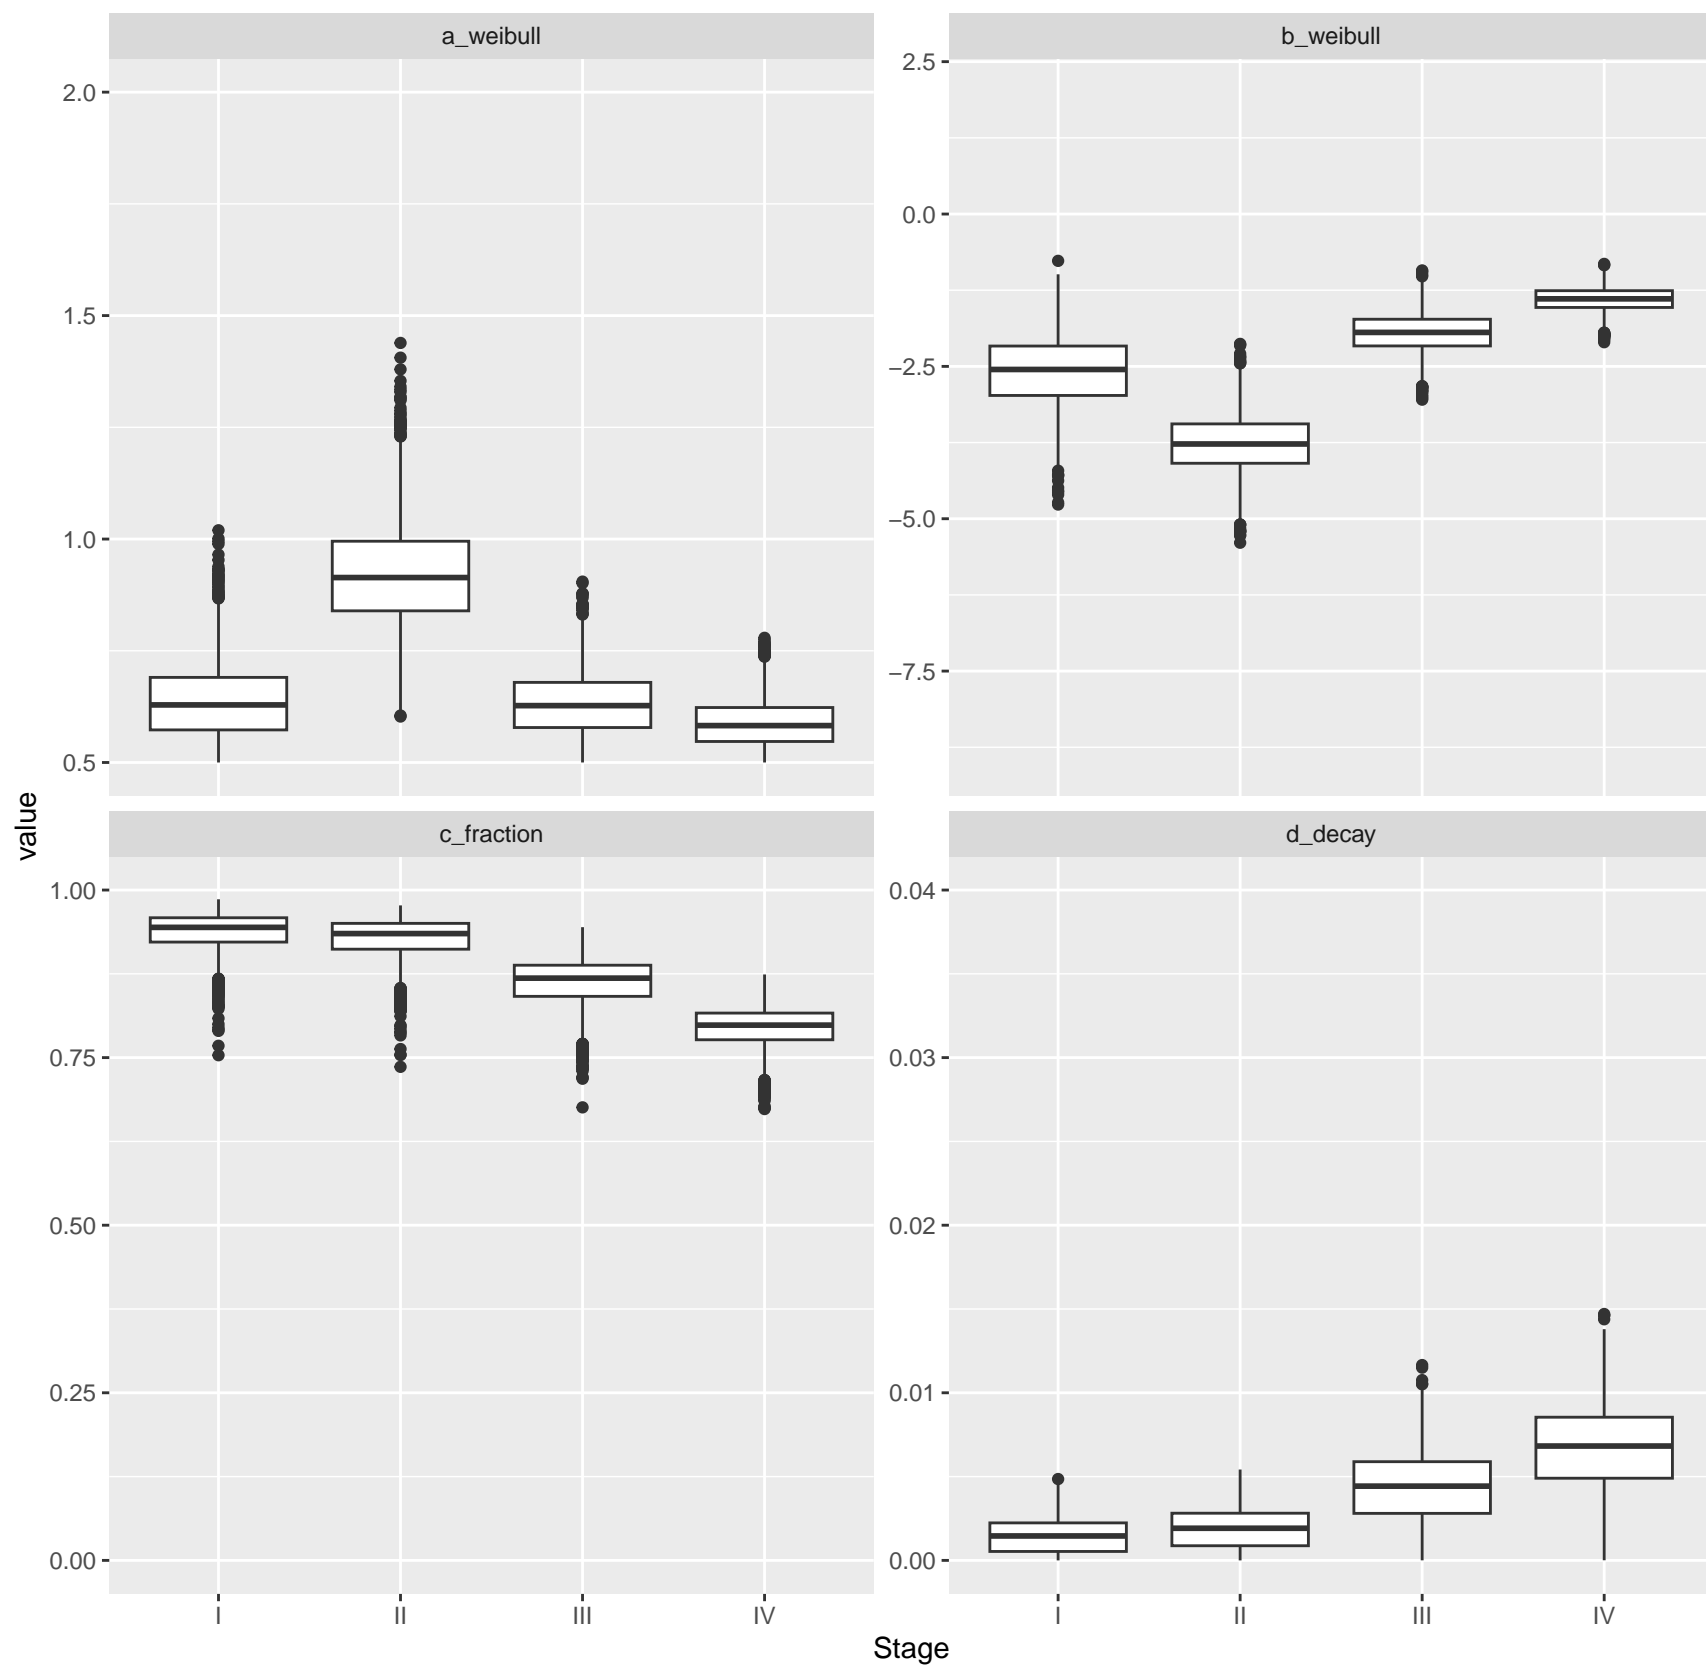 a_weibull
b_weibull
2.0
1.5
1.0
0.5
2.5
0.0
−2.5
−5.0
−7.5
value
c_fraction
d_decay
1.00
0.75
0.50
0.25
0.00
0.04
0.03
0.02
0.01
0.00
I II III IV
I II III IV
Stage